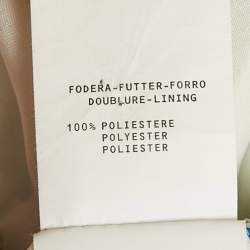 FODERA-FUTTER-FORRO
DOUBLURE-LINING
100% POLIESTERE
POLYESTER
POLIESTER